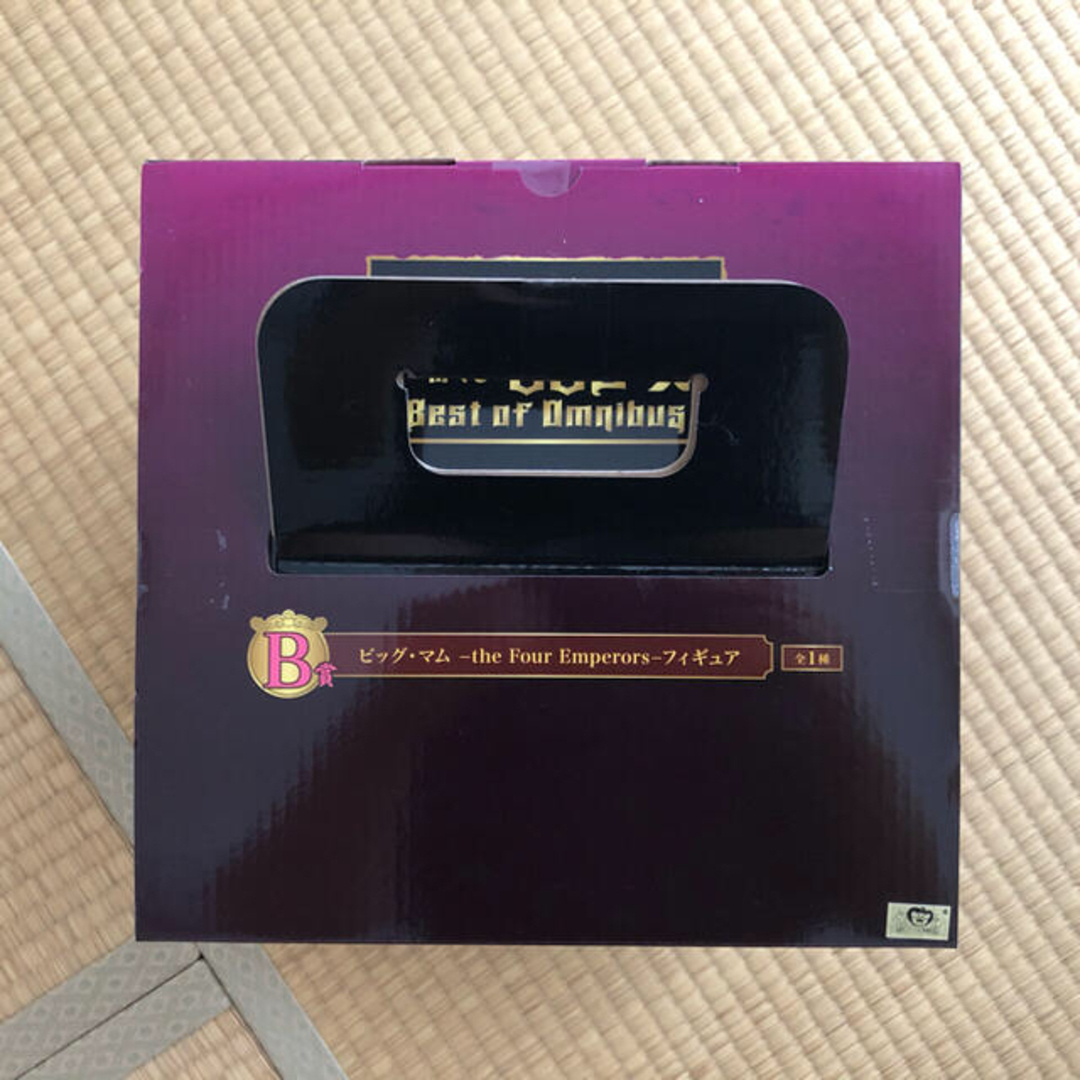 Best of Omnibus
B賞
ビッグ・マム –the Four Emperors–フィギュア
全1種